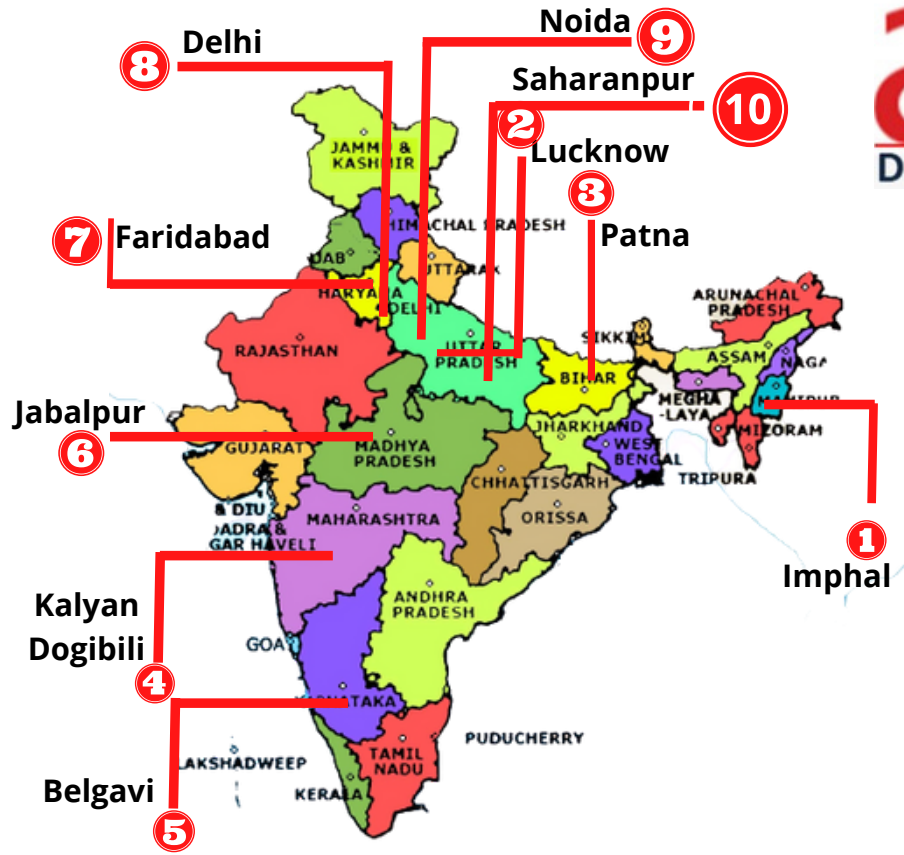 Noida
9
Delhi
8
Saharanpur
10
2
Lucknow
D
3
JAMMU &
KASHMIR
Patna
HIMACHAL PRADESH
7
Faridabad
JAB
UTTARAK
HARYANA
DELHI
ARUNACHAL
PRADESH
SIKKIM
UTTAR
PRADESH
ASSAM
NAGA
RAJASTHAN
BIHAR
MEGHA
-LAYA
MANIPUR
Jabalpur
6
GUJARAT
MADHYA
PRADESH
JHARKHAND
WEST
BENGAL
MIZORAM
TRIPURA
CHHATTISGARH
& DIU
DADRA &
GAR HAVELI
MAHARASHTRA
ORISSA
1
Imphal
Kalyan
Dogibili
4
ANDHRA
PRADESH
GOA
KARNATAKA
PUDUCHERRY
LAKSHADWEEP
TAMIL
NADU
KERALA
Belgavi
5